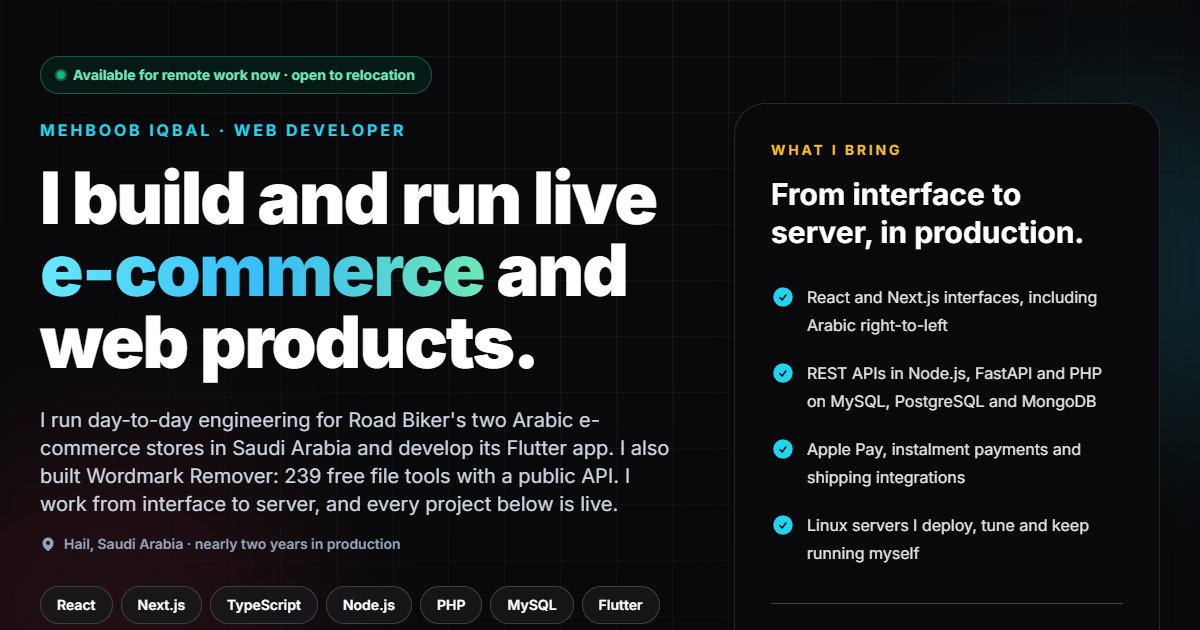 Available for remote work now · open to relocation
MEHBOOB IQBAL · WEB DEVELOPER
I build and run live
e-commerce and
web products.
I run day-to-day engineering for Road Biker's two Arabic e-
commerce stores in Saudi Arabia and develop its Flutter app. I also
built Wordmark Remover: 239 free file tools with a public API. I
work from interface to server, and every project below is live.
Hail, Saudi Arabia · nearly two years in production
React
Next.js
TypeScript
Node.js
PHP
MySQL
Flutter
WHAT I BRING
From interface to
server, in production.
React and Next.js interfaces, including
Arabic right-to-left
REST APIs in Node.js, FastAPI and PHP
on MySQL, PostgreSQL and MongoDB
Apple Pay, instalment payments and
shipping integrations
Linux servers I deploy, tune and keep
running myself